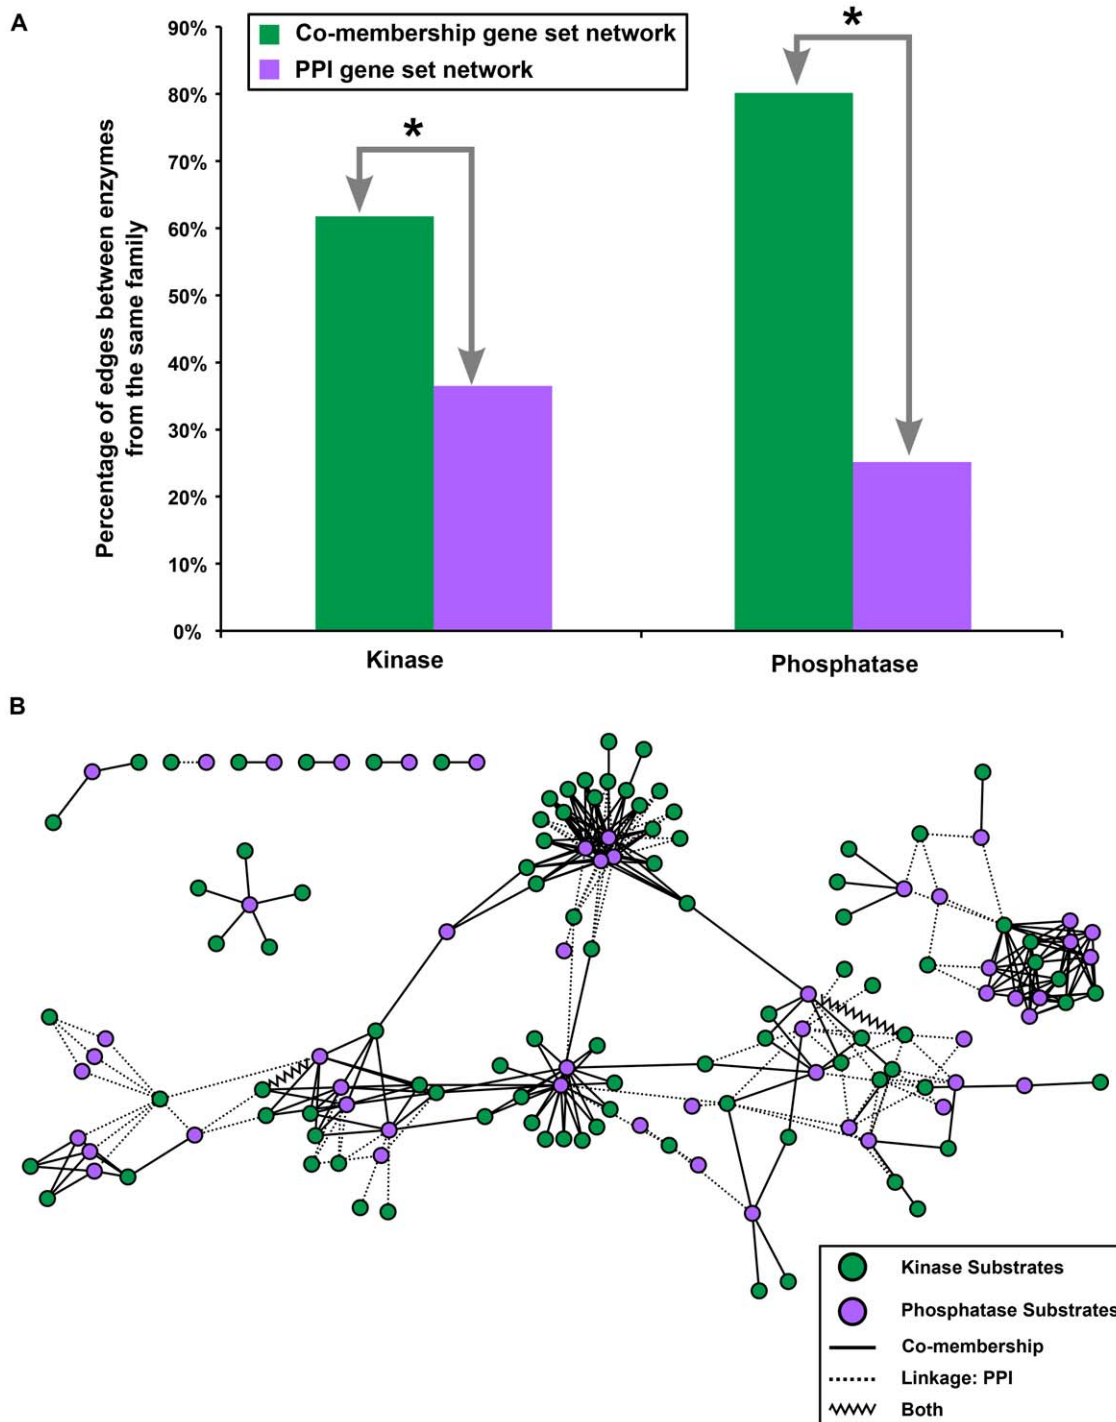 A
90%
Co-membership gene set network
PPI gene set network
*
*
80%
70%
60%
50%
40%
30%
20%
10%
0%
Percentage of edges between enzymes
from the same family
Kinase
Phosphatase
B
Kinase Substrates
Phosphatase Substrates
Co-membership
Linkage: PPI
Both